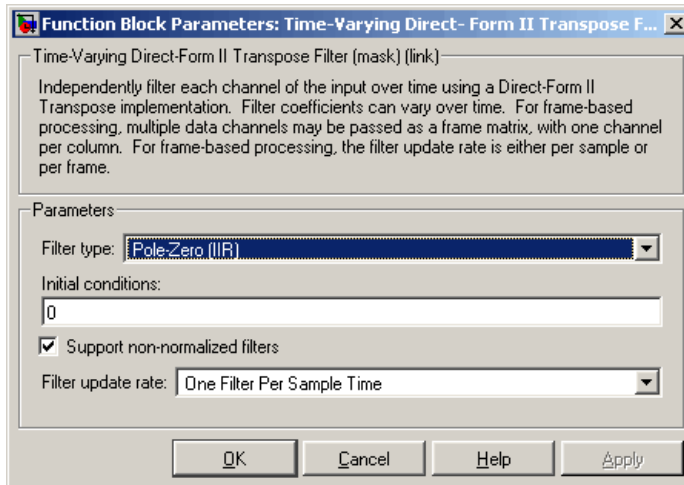 Function Block Parameters: Time-Varying Direct- Form II Transpose F...
Time-Varying Direct-Form II Transpose Filter (mask) (link)
Independently filter each channel of the input over time using a Direct-Form II
Transpose implementation. Filter coefficients can vary over time. For frame-based
processing, multiple data channels may be passed as a frame matrix, with one channel
per column. For frame-based processing, the filter update rate is either per sample or
per frame.
Parameters
Filter type: Pole-Zero (IIR)
Initial conditions:
0
Support non-normalized filters
Filter update rate: One Filter Per Sample Time
OK Cancel Help Apply